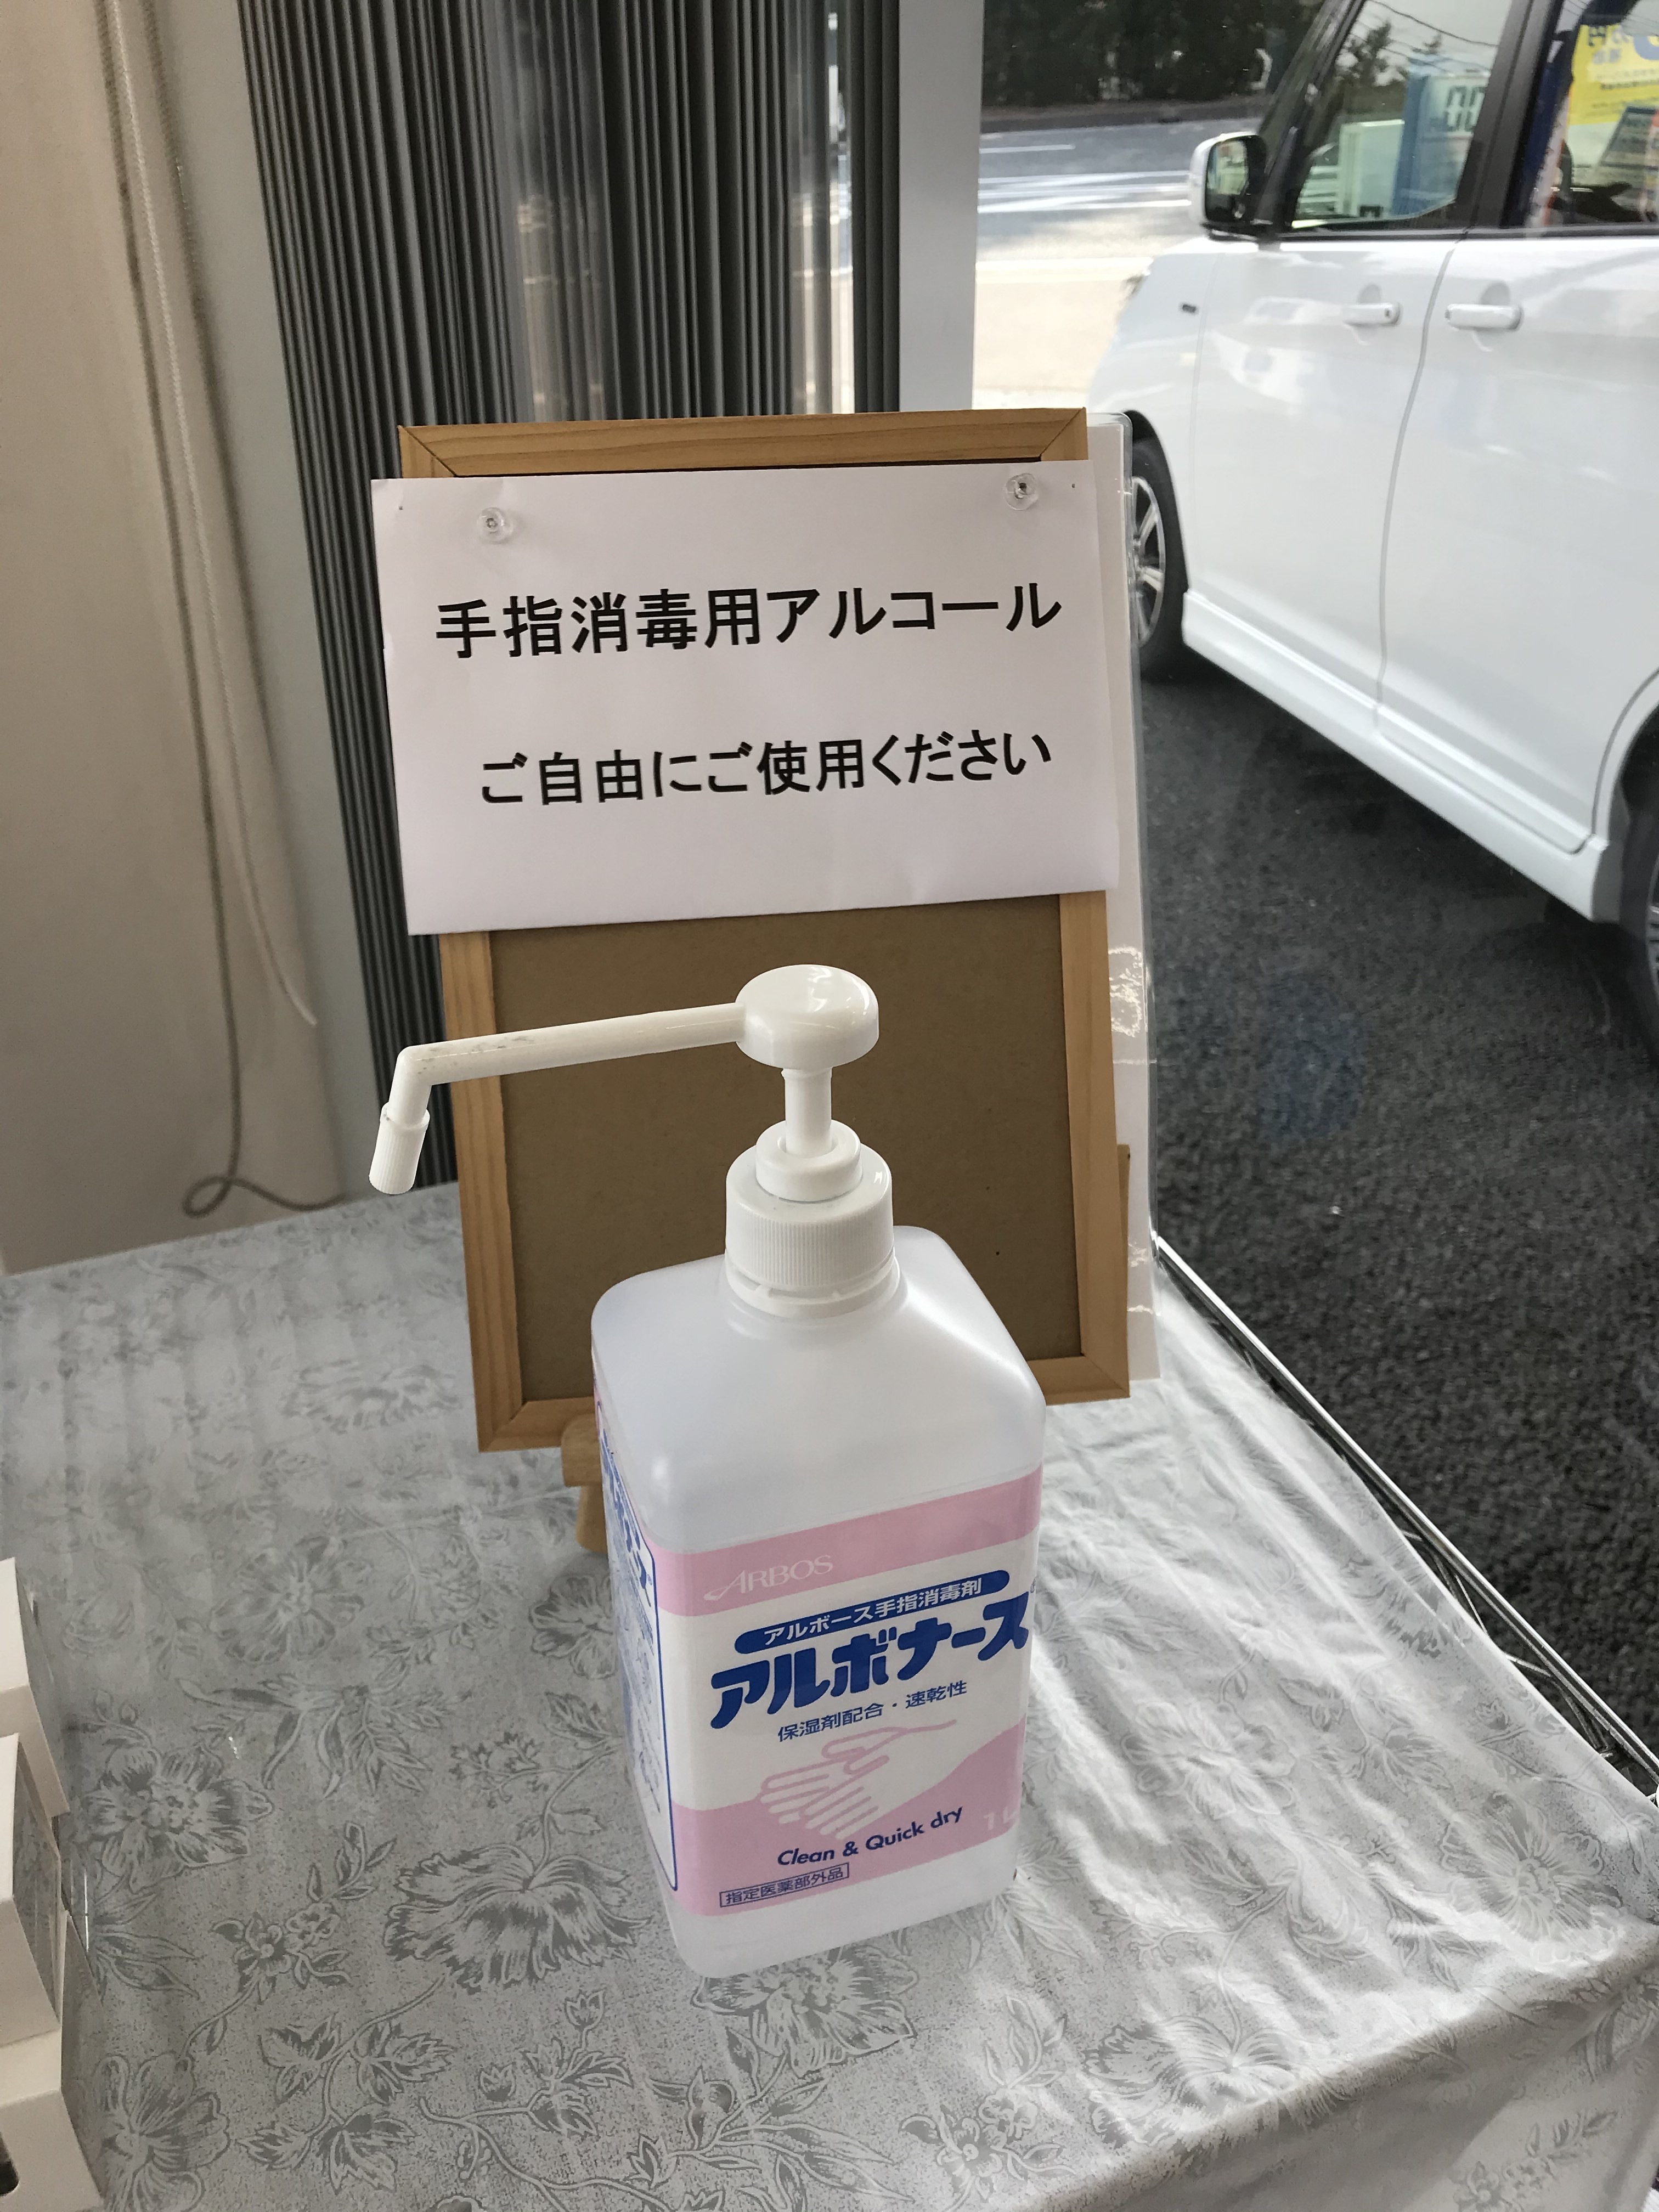 手指消毒用アルコール
ご自由にご使用ください
ARBOS
アルボース手指消毒剤
アルボナース
保湿剤配合・速乾性
Clean & Quick dry
1L
指定医薬部外品